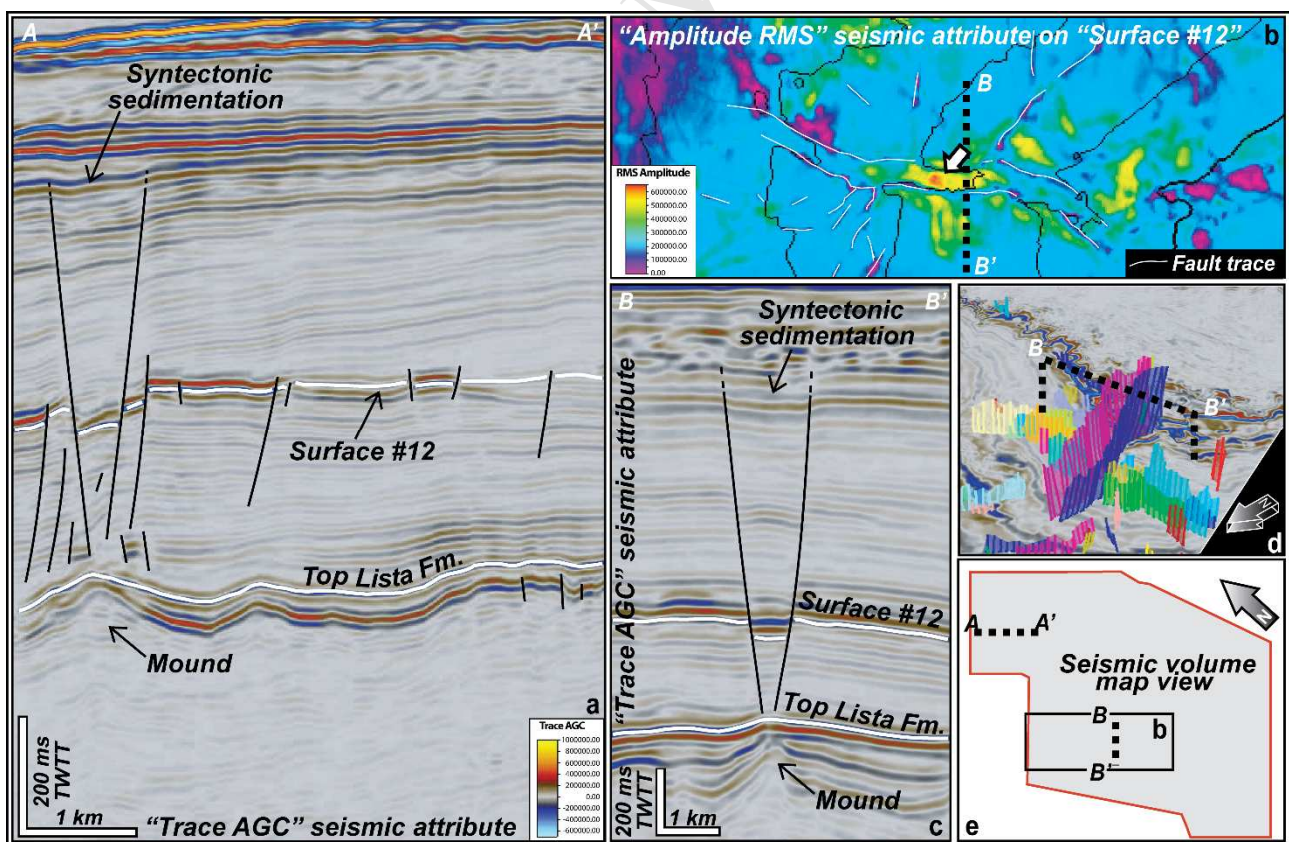 A
A'
Syntectonic
sedimentation
Surface #12
Top Lista Fm.
Mound
200 ms
TWTT
1 km
"Trace AGC" seismic attribute
a
Trace AGC
1000000.00
800000.00
600000.00
400000.00
200000.00
0.00
-200000.00
-400000.00
-600000.00
"Amplitude RMS" seismic attribute on "Surface #12"
b
B
B'
RMS Amplitude
600000.00
500000.00
400000.00
300000.00
200000.00
100000.00
0.00
Fault trace
B
B'
Syntectonic
sedimentation
"Trace AGC" seismic attribute
Surface #12
Top Lista Fm.
Mound
200 ms
TWTT
1 km
c
B
B'
N
d
A
A'
N
Seismic volume
map view
B
b
B'
e